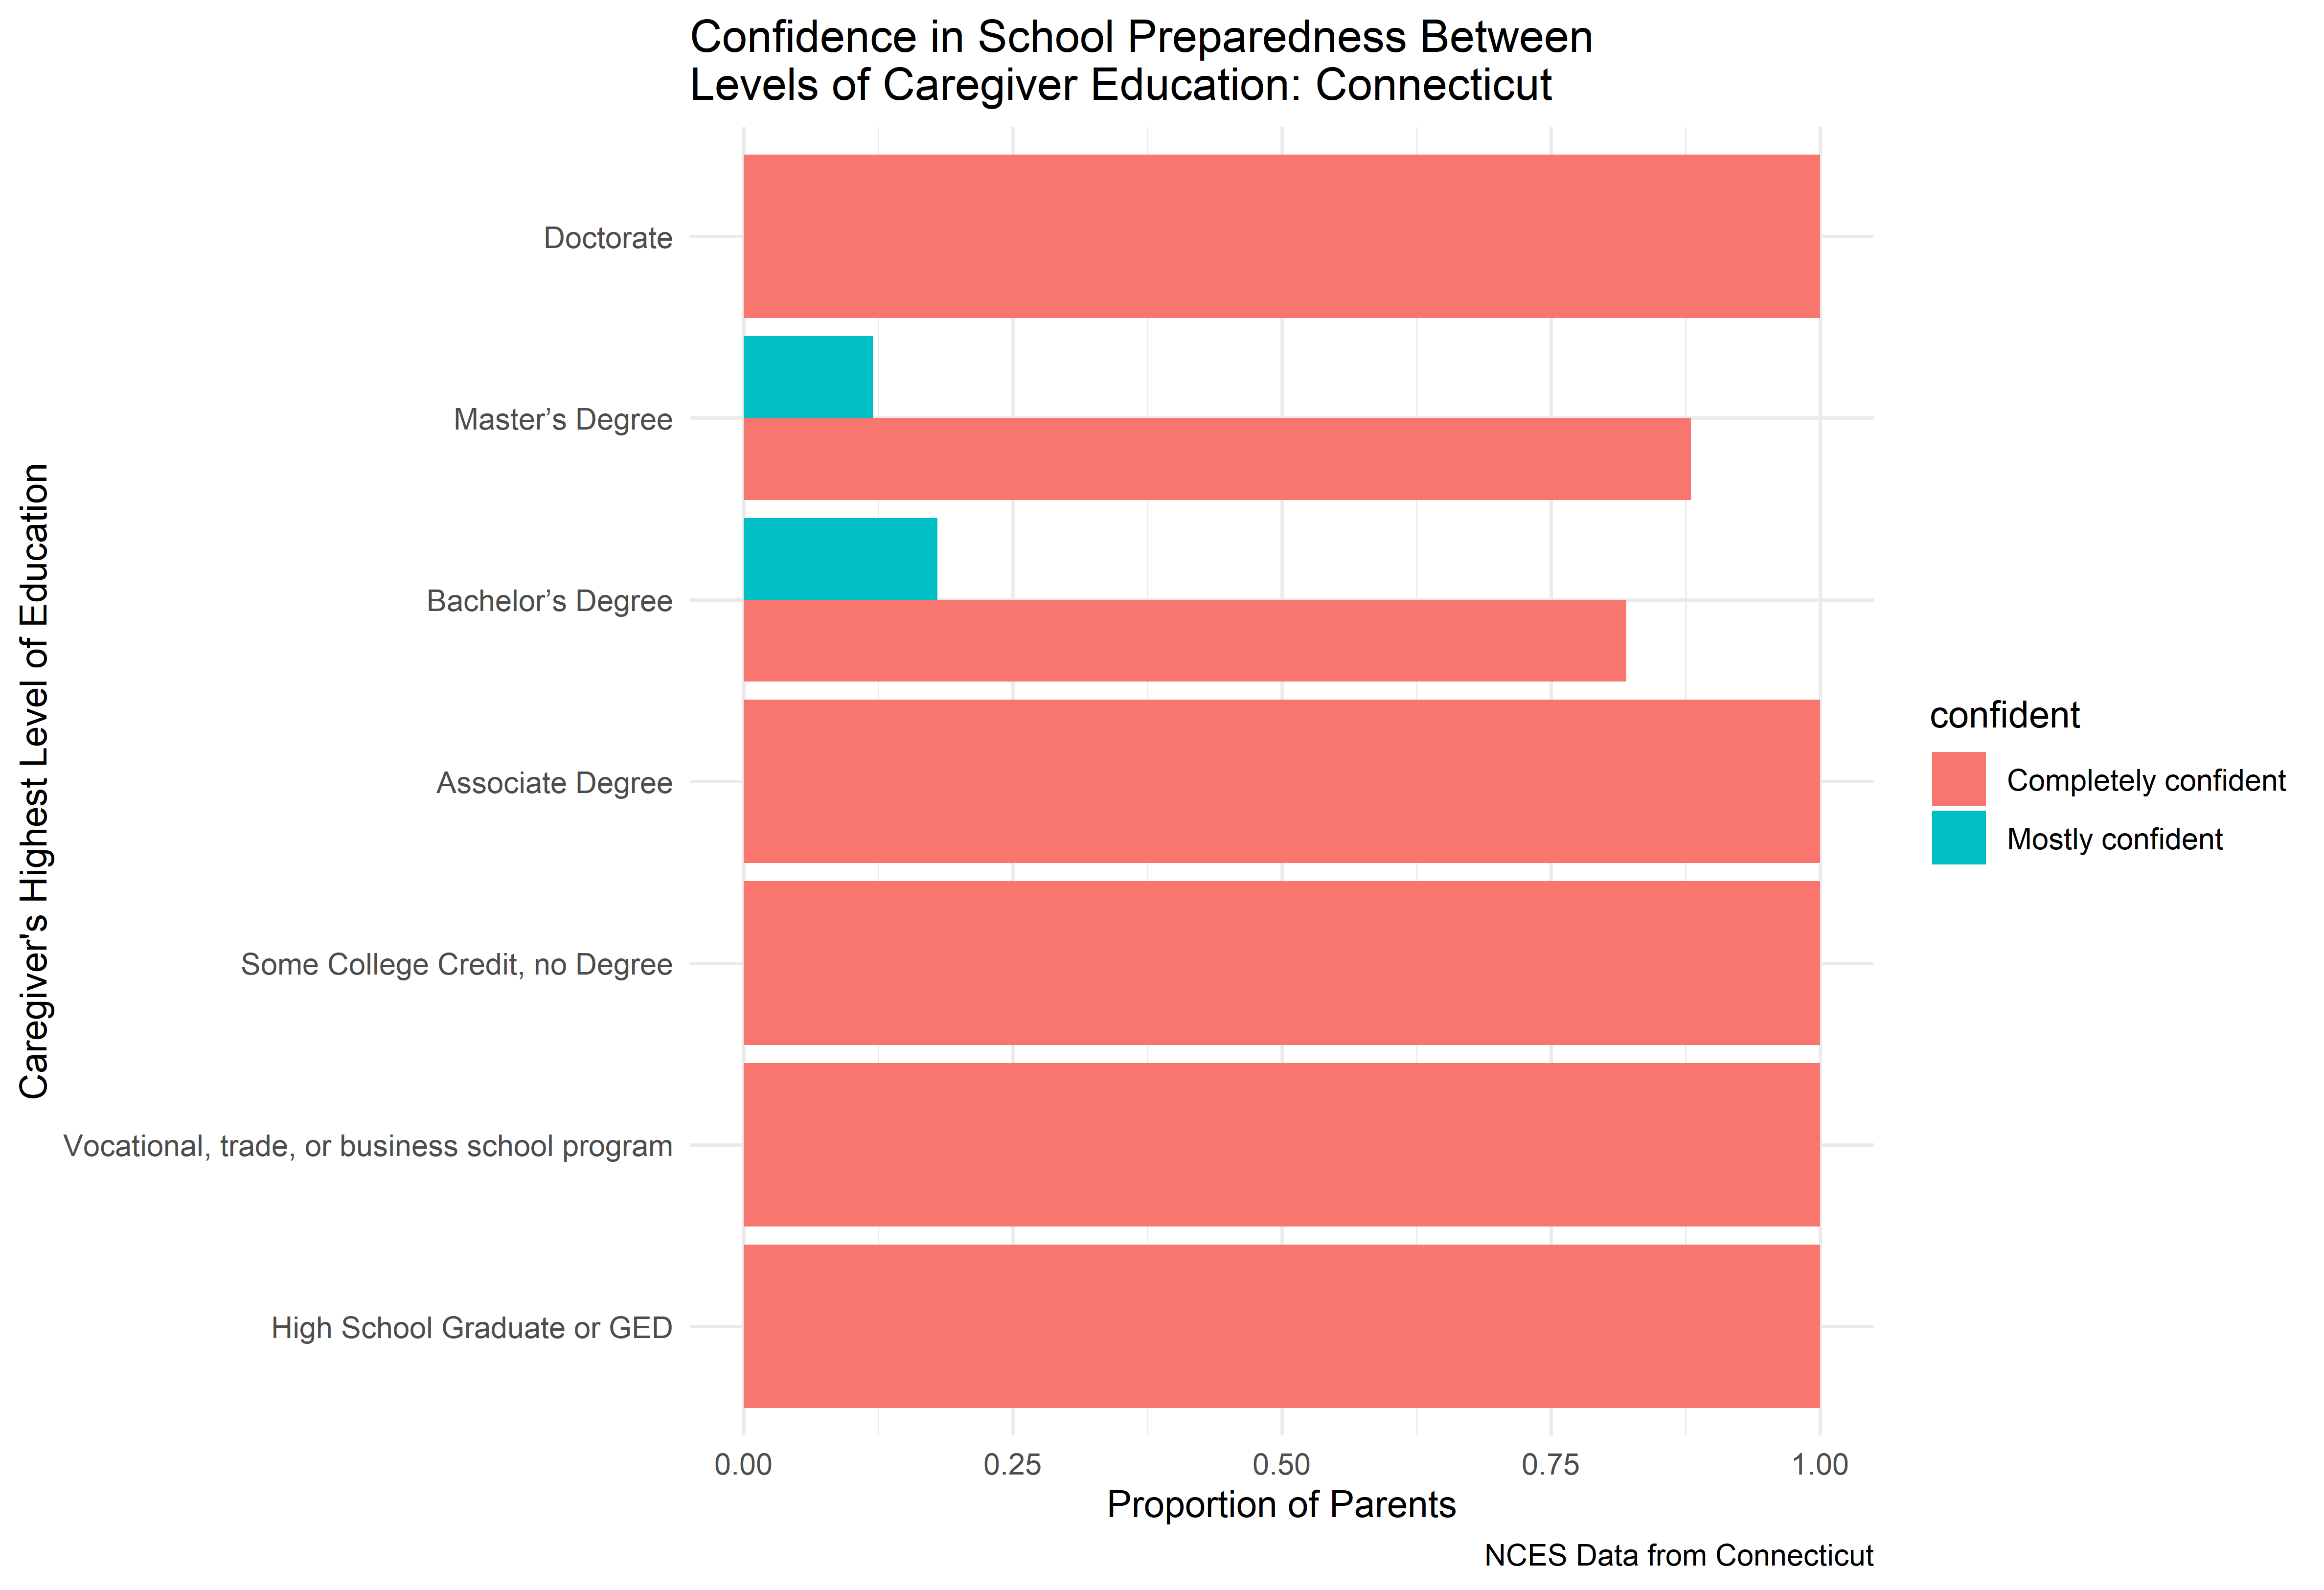 Confidence in School Preparedness Between
Levels of Caregiver Education: Connecticut
Caregiver's Highest Level of Education
Doctorate
Master’s Degree
Bachelor’s Degree
Associate Degree
Some College Credit, no Degree
Vocational, trade, or business school program
High School Graduate or GED
0.00 0.25 0.50 0.75 1.00
Proportion of Parents
confident
Completely confident
Mostly confident
NCES Data from Connecticut